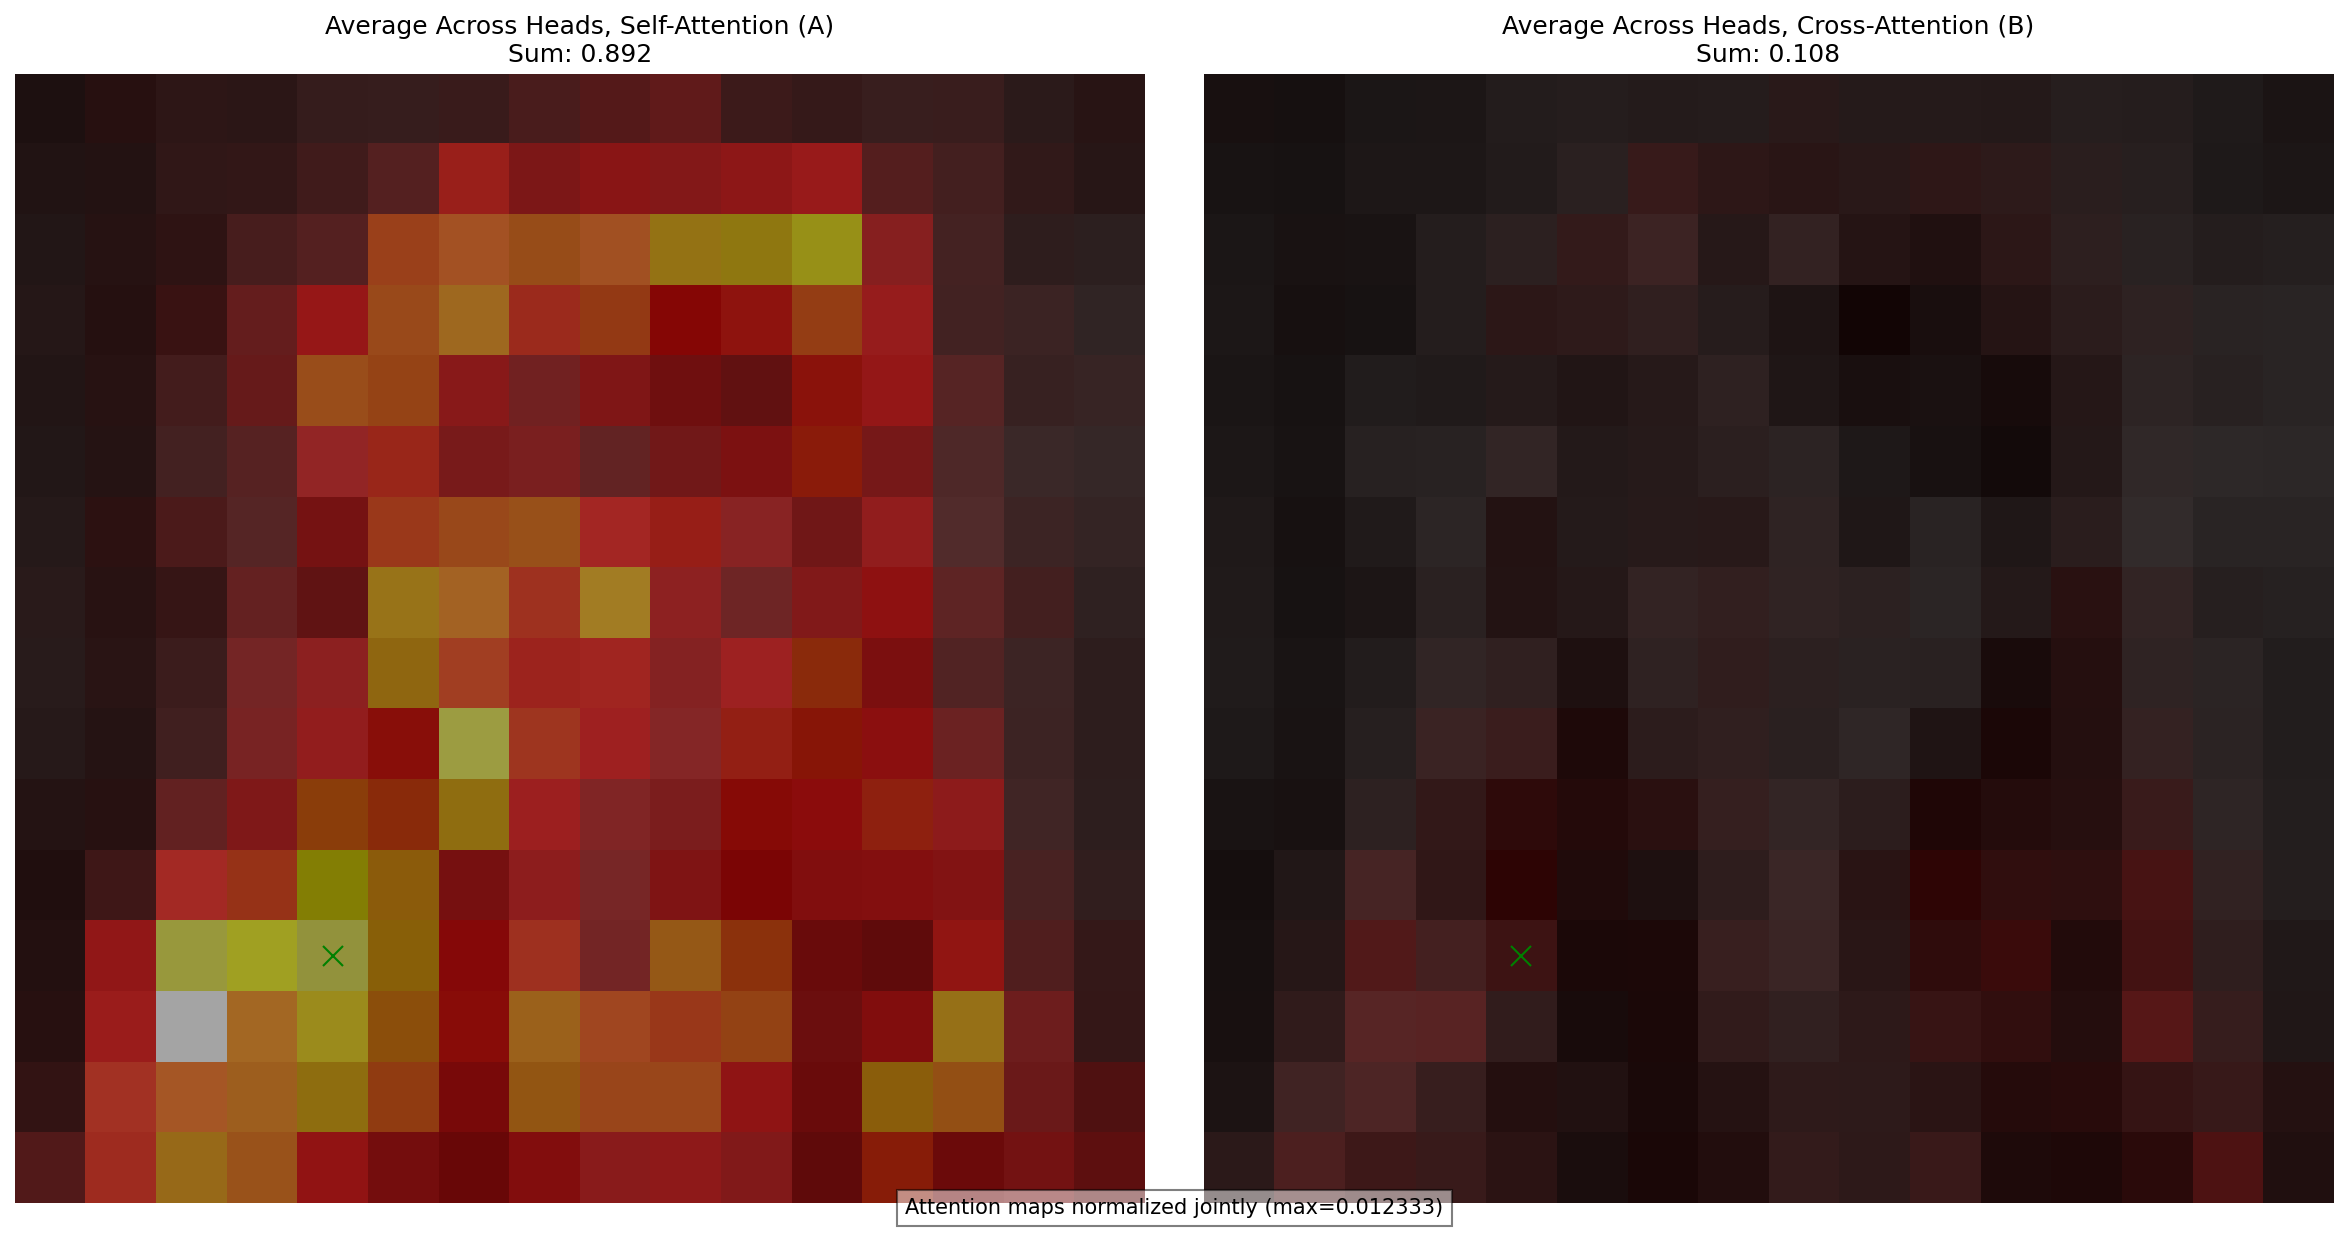 Average Across Heads, Self-Attention (A)
Sum: 0.892
Average Across Heads, Cross-Attention (B)
Sum: 0.108
Attention maps normalized jointly (max=0.012333)